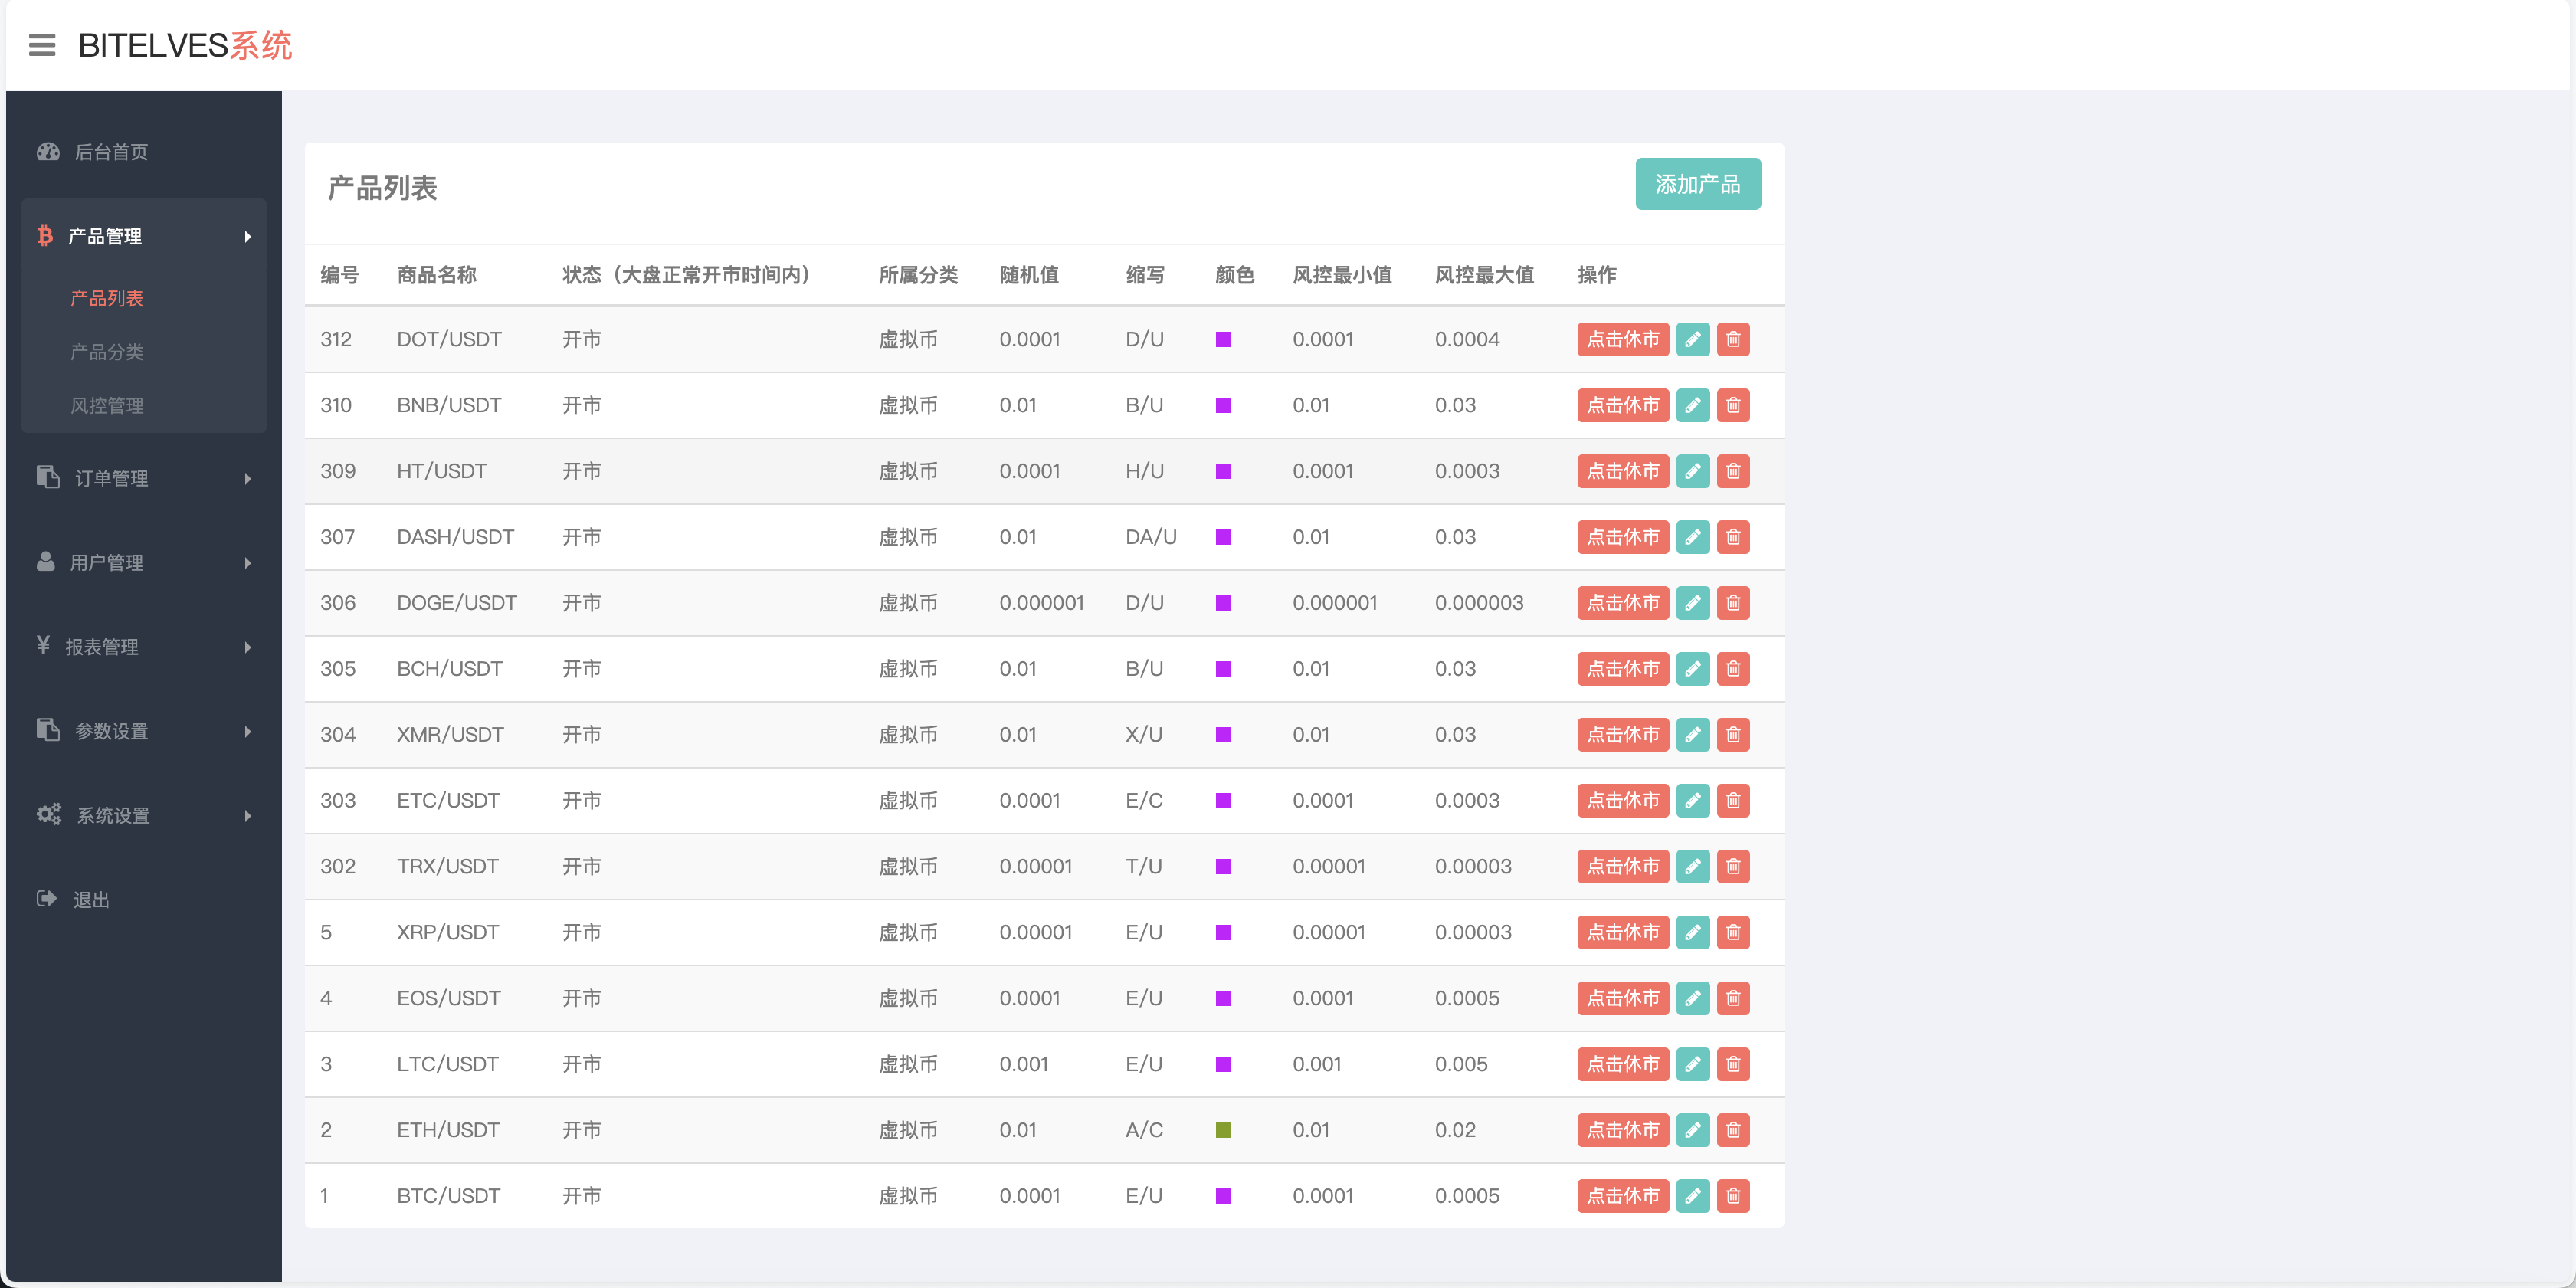 BITELVES系统
后台首页
产品管理
产品列表
产品分类
风控管理
订单管理
用户管理
¥ 报表管理
参数设置
系统设置
退出
产品列表
添加产品
编号 商品名称 状态（大盘正常开市时间内） 所属分类 随机值 缩写 颜色 风控最小值 风控最大值 操作
312 DOT/USDT 开市 虚拟币 0.0001 D/U 0.0001 0.0004 点击休市
310 BNB/USDT 开市 虚拟币 0.01 B/U 0.01 0.03 点击休市
309 HT/USDT 开市 虚拟币 0.0001 H/U 0.0001 0.0003 点击休市
307 DASH/USDT 开市 虚拟币 0.01 DA/U 0.01 0.03 点击休市
306 DOGE/USDT 开市 虚拟币 0.000001 D/U 0.000001 0.000003 点击休市
305 BCH/USDT 开市 虚拟币 0.01 B/U 0.01 0.03 点击休市
304 XMR/USDT 开市 虚拟币 0.01 X/U 0.01 0.03 点击休市
303 ETC/USDT 开市 虚拟币 0.0001 E/C 0.0001 0.0003 点击休市
302 TRX/USDT 开市 虚拟币 0.00001 T/U 0.00001 0.00003 点击休市
5 XRP/USDT 开市 虚拟币 0.00001 E/U 0.00001 0.00003 点击休市
4 EOS/USDT 开市 虚拟币 0.0001 E/U 0.0001 0.0005 点击休市
3 LTC/USDT 开市 虚拟币 0.001 E/U 0.001 0.005 点击休市
2 ETH/USDT 开市 虚拟币 0.01 A/C 0.01 0.02 点击休市
1 BTC/USDT 开市 虚拟币 0.0001 E/U 0.0001 0.0005 点击休市